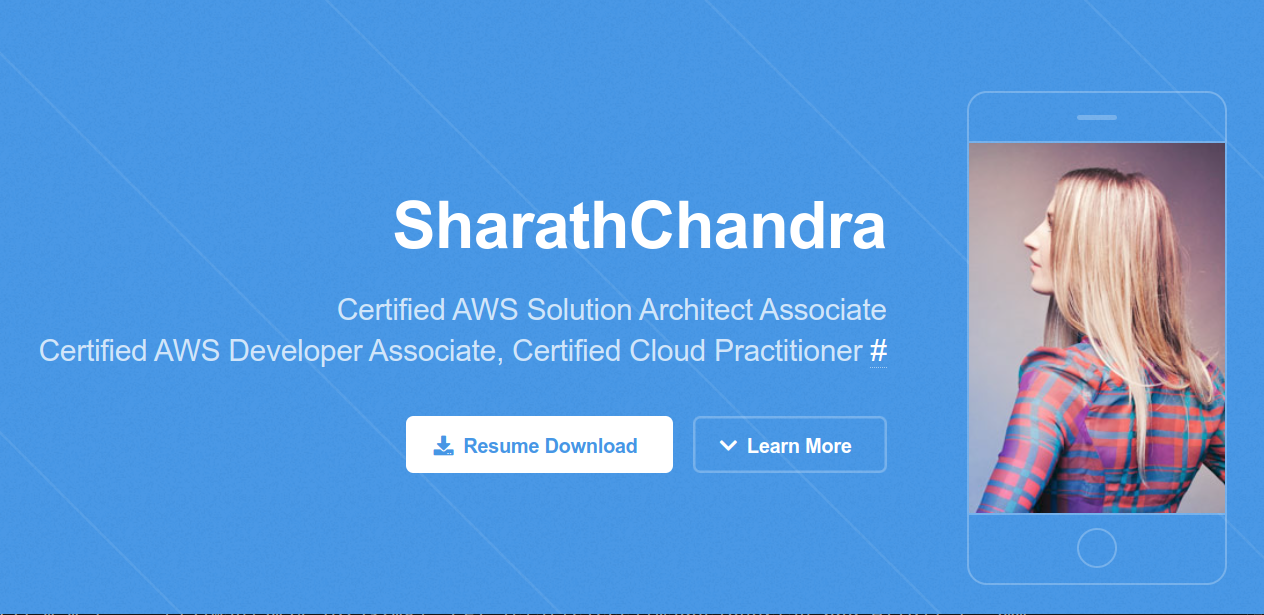 SharathChandra
Certified AWS Solution Architect Associate
Certified AWS Developer Associate, Certified Cloud Practitioner #
Resume Download
Learn More